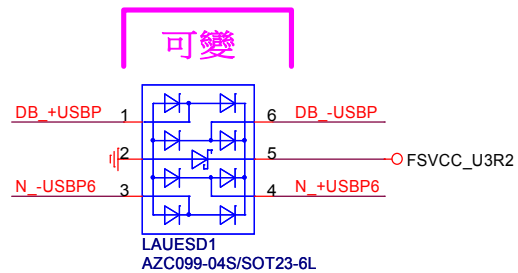 可變
DB_+USBP 1 6 DB_-USBP
2 5 FSVCC_U3R2
N_-USBP6 3 4 N_+USBP6
LAUESD1
AZC099-04S/SOT23-6L